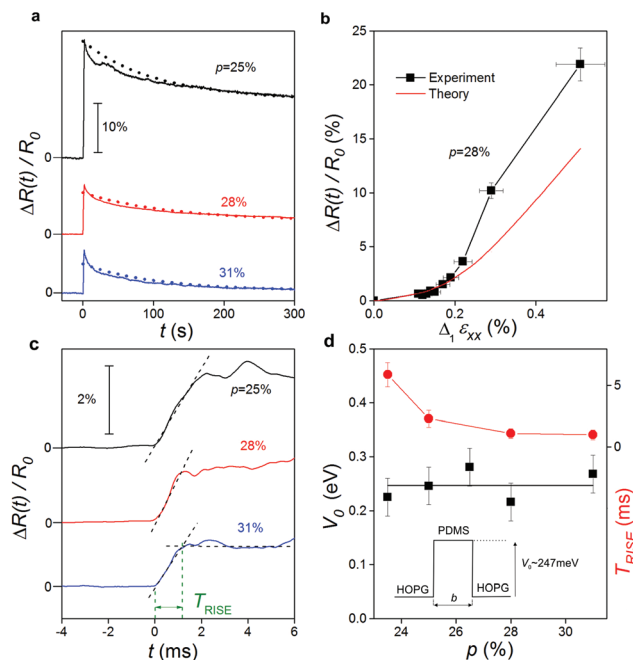 a
ΔR(t) / R0
p=25%
10%
28%
31%
0
0
0
0
100
200
300
t (s)
b
ΔR(t) / R0 (%)
25
20
15
10
5
0
Experiment
Theory
p=28%
0.0
0.2
0.4
Δ1 εxx (%)
c
ΔR(t) / R0
2%
p=25%
28%
31%
0
0
0
TRISE
-4
-2
0
2
4
6
t (ms)
d
V0 (eV)
0.5
0.4
0.3
0.2
0.1
0.0
5
0
TRISE (ms)
PDMS
V0~247meV
HOPG
HOPG
b
24
26
28
30
p (%)